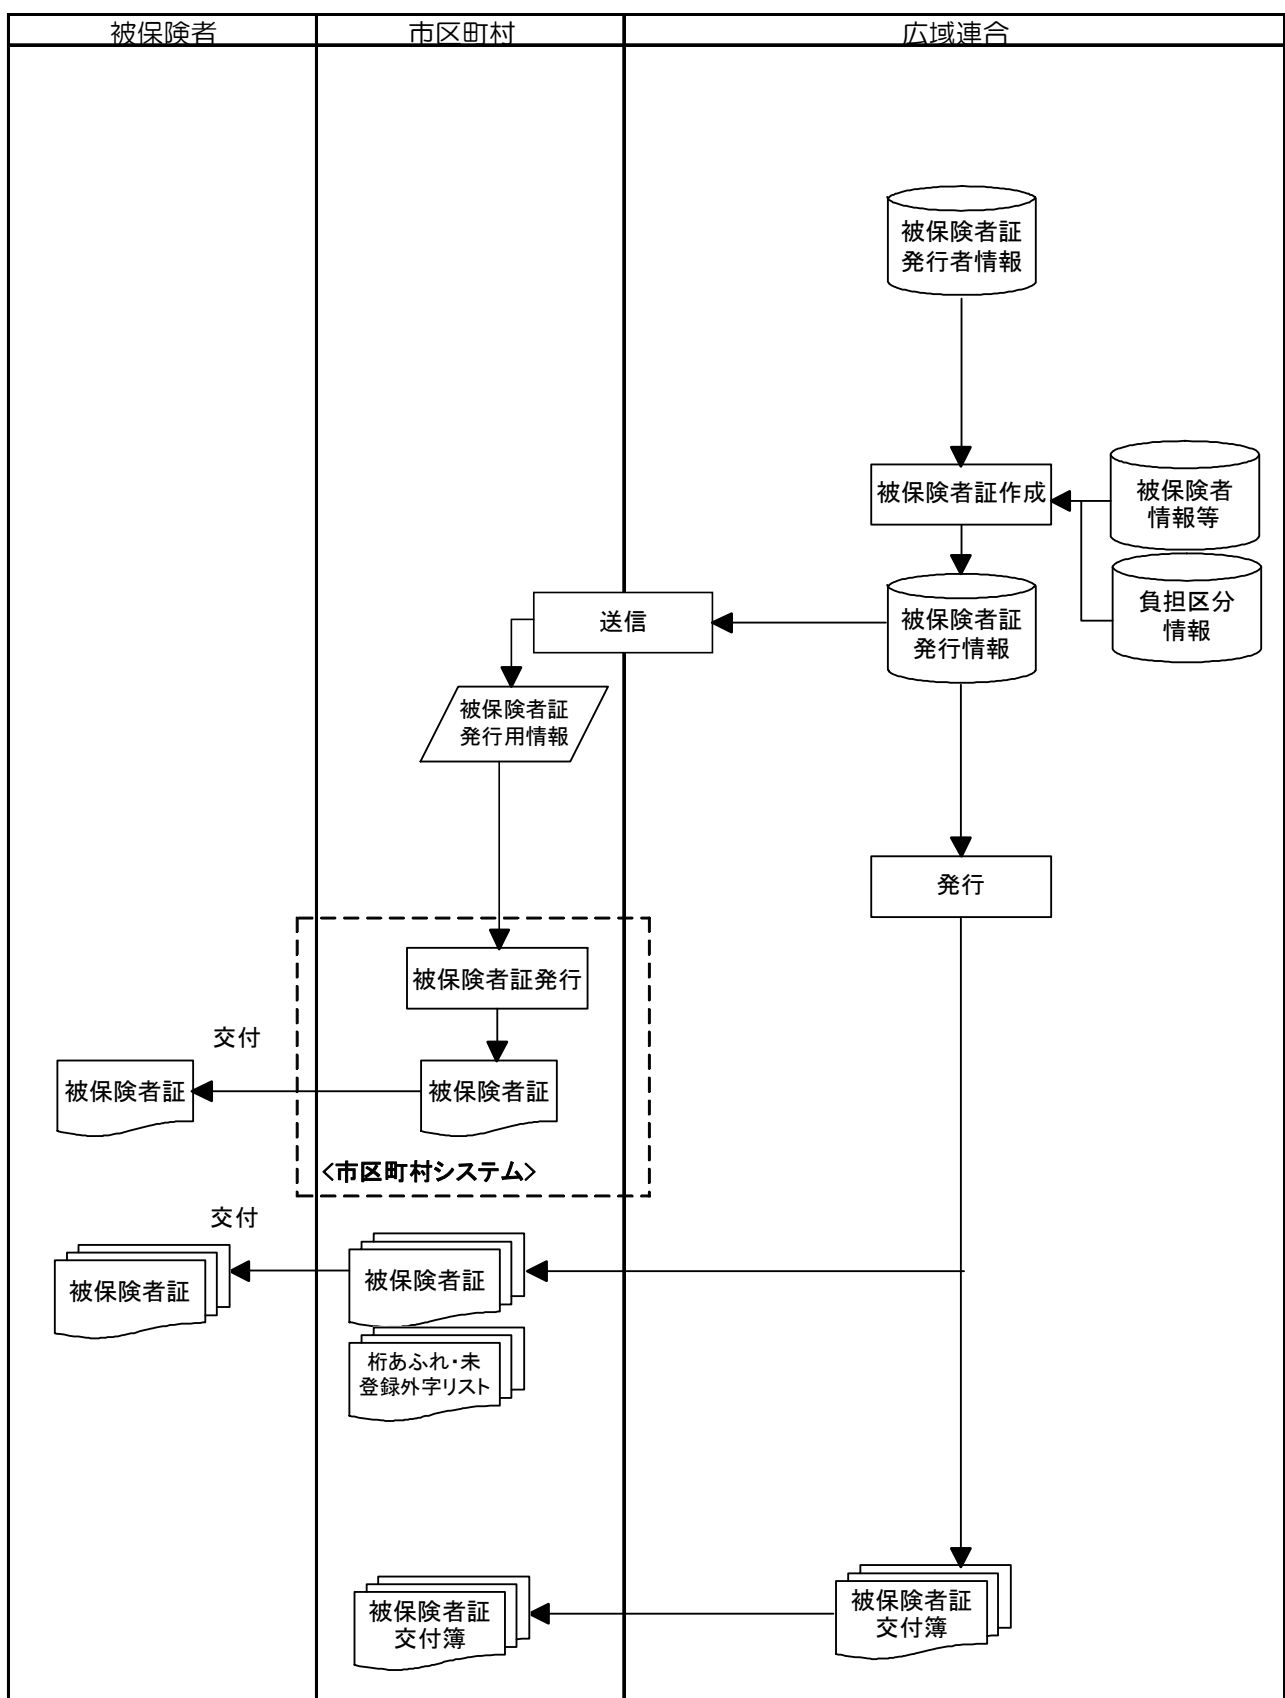 被保険者
市区町村
広域連合
被保険者証
発行者情報
被保険者証作成
被保険者
情報等
負担区分
情報
送信
被保険者証
発行情報
被保険者証
発行用情報
発行
被保険者証発行
交付
被保険者証
被保険者証
<市区町村システム>
交付
被保険者証
被保険者証
桁あふれ・未
登録外字リスト
被保険者証
交付簿
被保険者証
交付簿